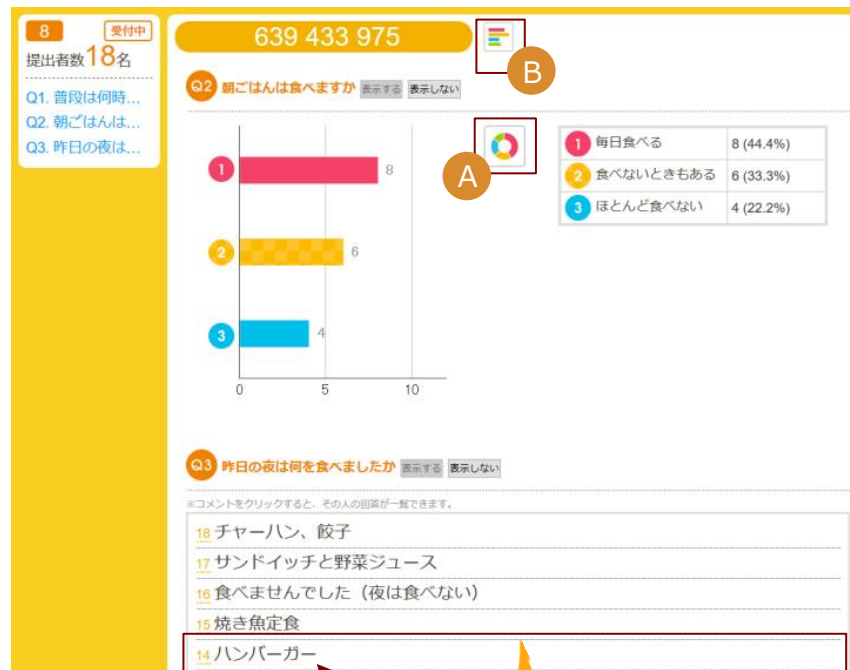 8 受付中
提出者数18名
Q1. 普段は何時…
Q2. 朝ごはんは…
Q3. 昨日の夜は…
639 433 975
B
Q2 朝ごはんは食べますか 表示する 表示しない
A
1 8
2 6
3 4
0 5 10
1 毎日食べる 8 (44.4%)
2 食べないときもある 6 (33.3%)
3 ほとんど食べない 4 (22.2%)
Q3 昨日の夜は何を食べましたか 表示する 表示しない
※コメントをクリックすると、その人の回答が一覧できます。
18 チャーハン、餃子
17 サンドイッチと野菜ジュース
16 食べませんでした（夜は食べない）
15 焼き魚定食
14 ハンバーガー